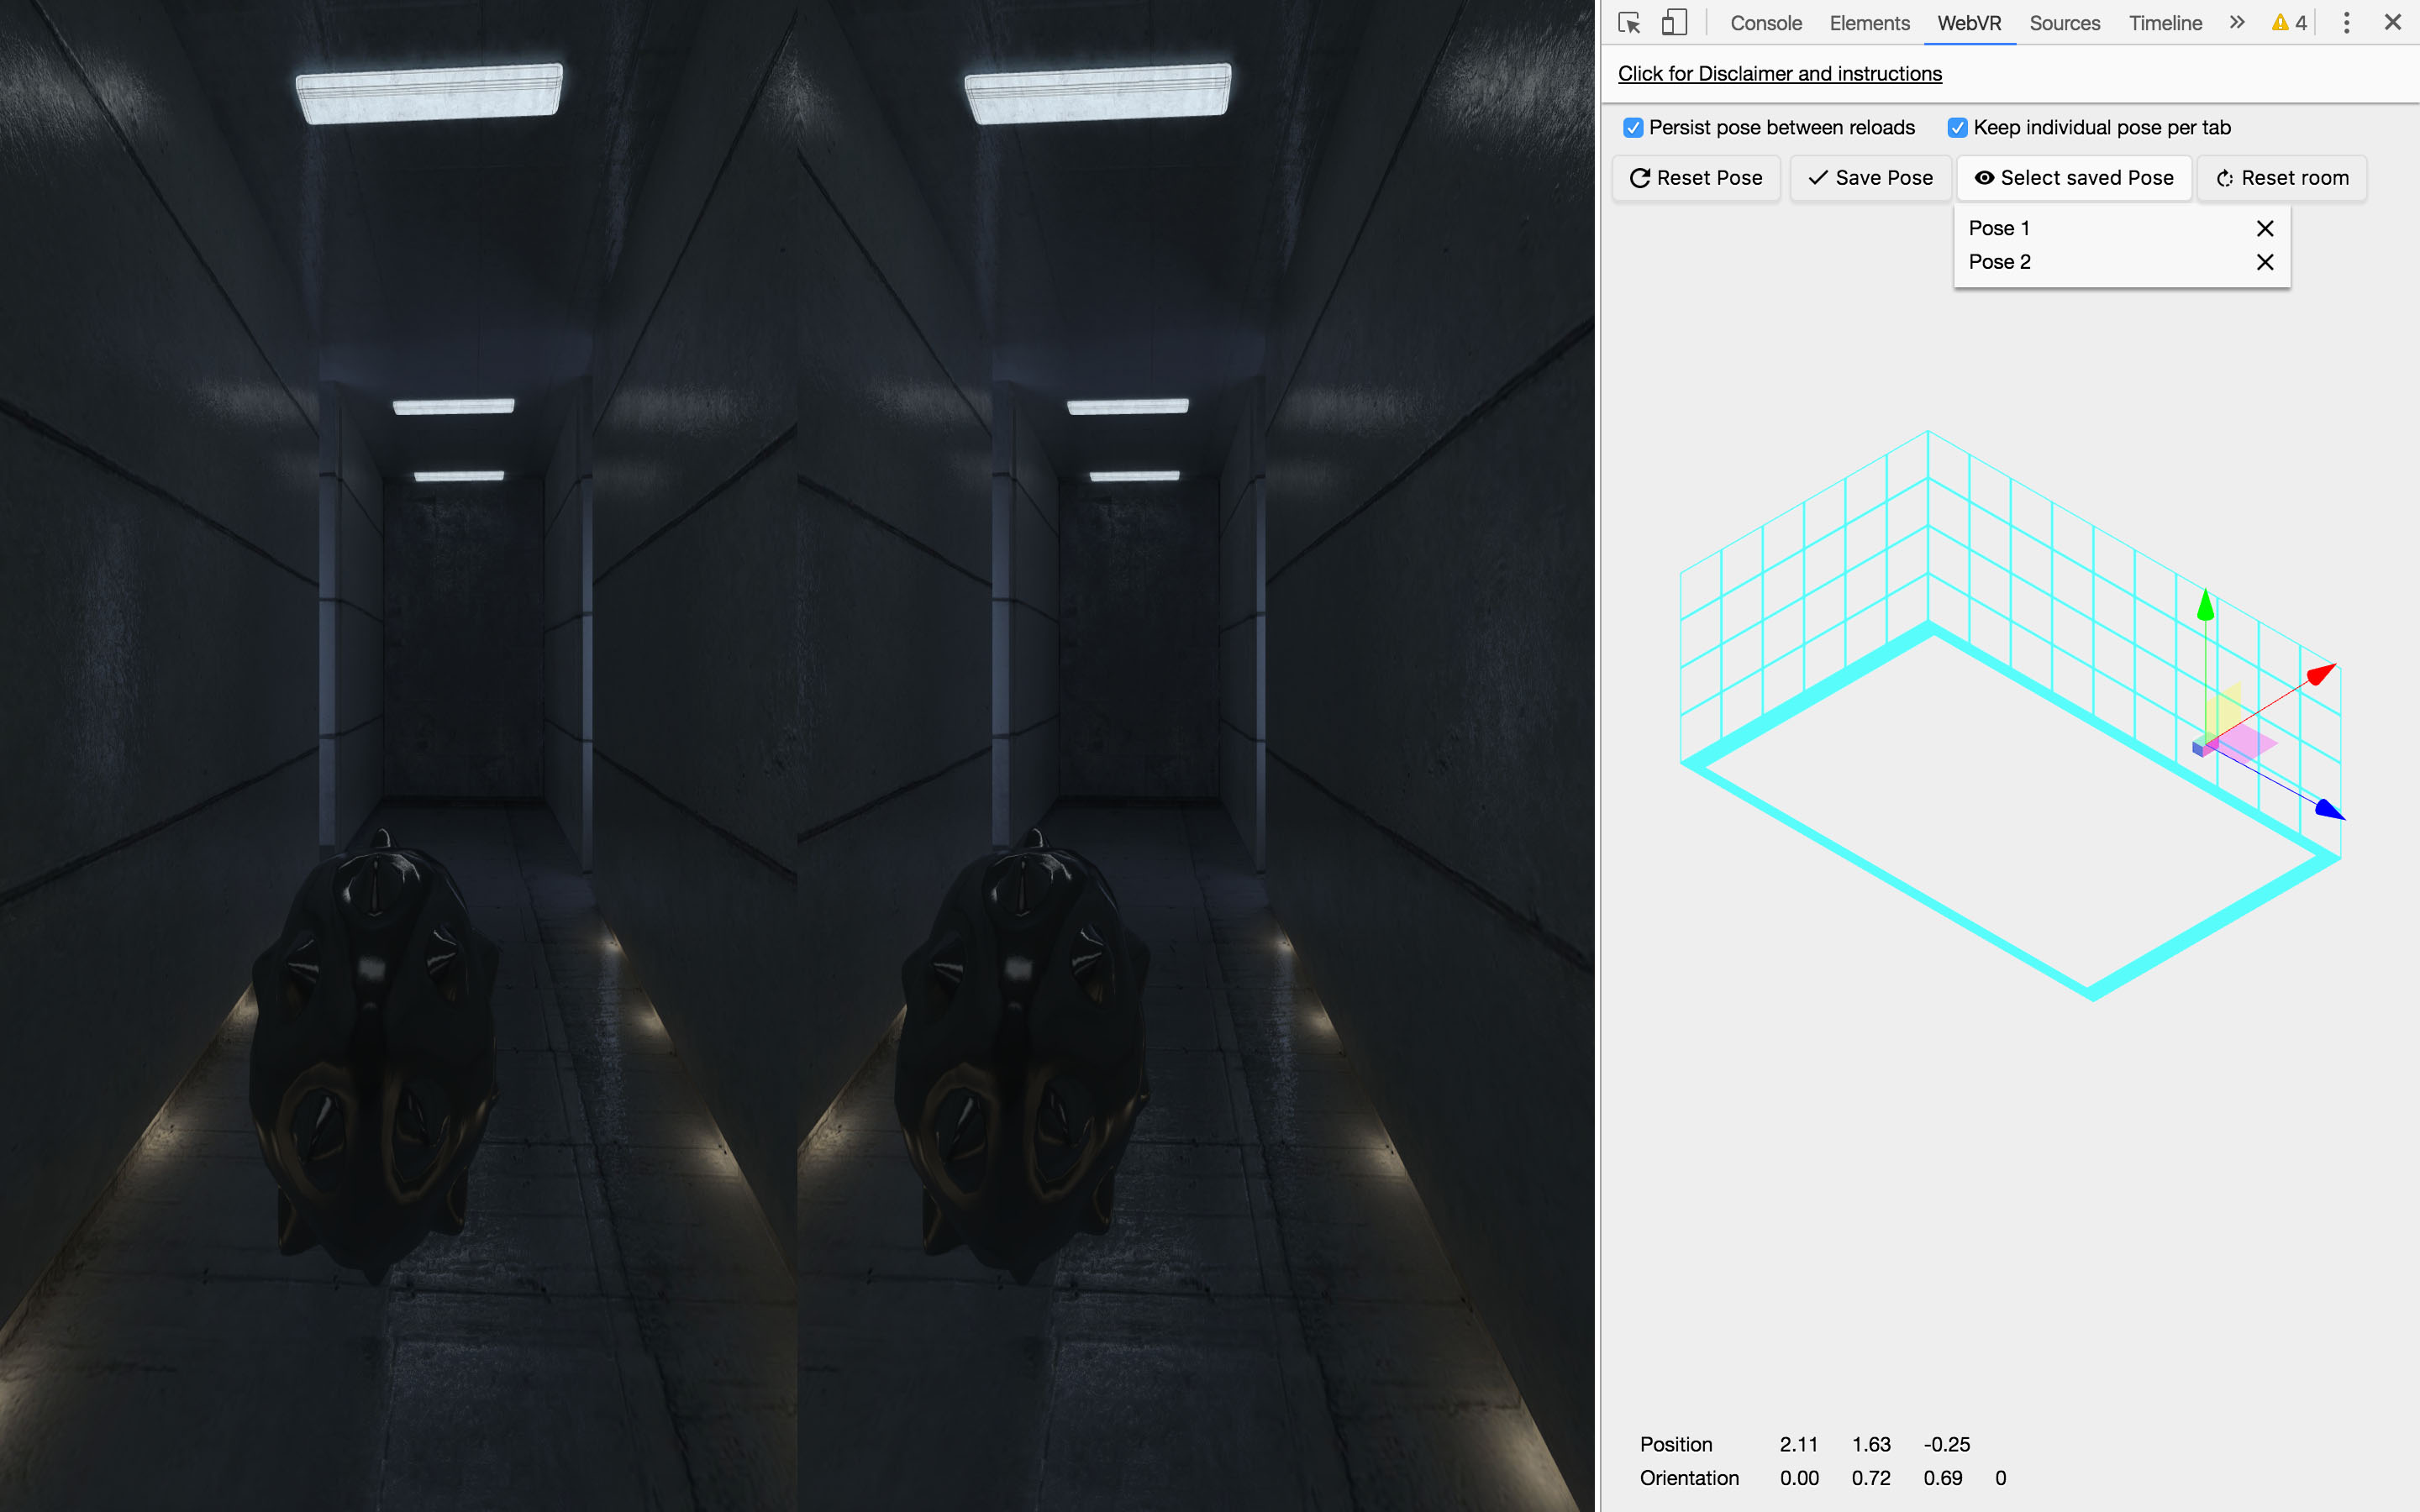 Console Elements WebVR Sources Timeline 4
Click for Disclaimer and instructions
Persist pose between reloads Keep individual pose per tab
Reset Pose Save Pose Select saved Pose Reset room
Pose 1
Pose 2
Position 2.11 1.63 -0.25
Orientation 0.00 0.72 0.69 0